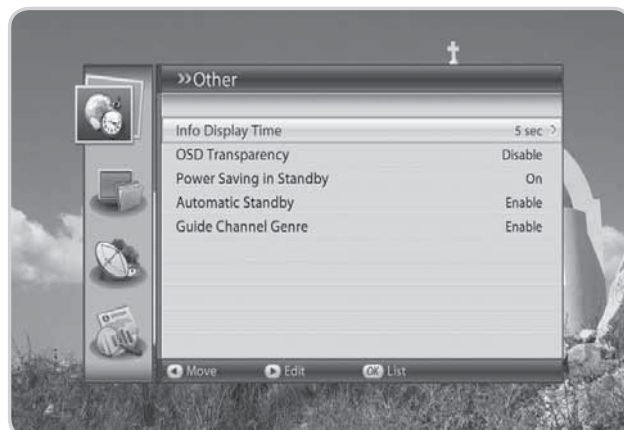 »Other
Info Display Time 5 sec
OSD Transparency Disable
Power Saving in Standby On
Automatic Standby Enable
Guide Channel Genre Enable
Move Edit OK List